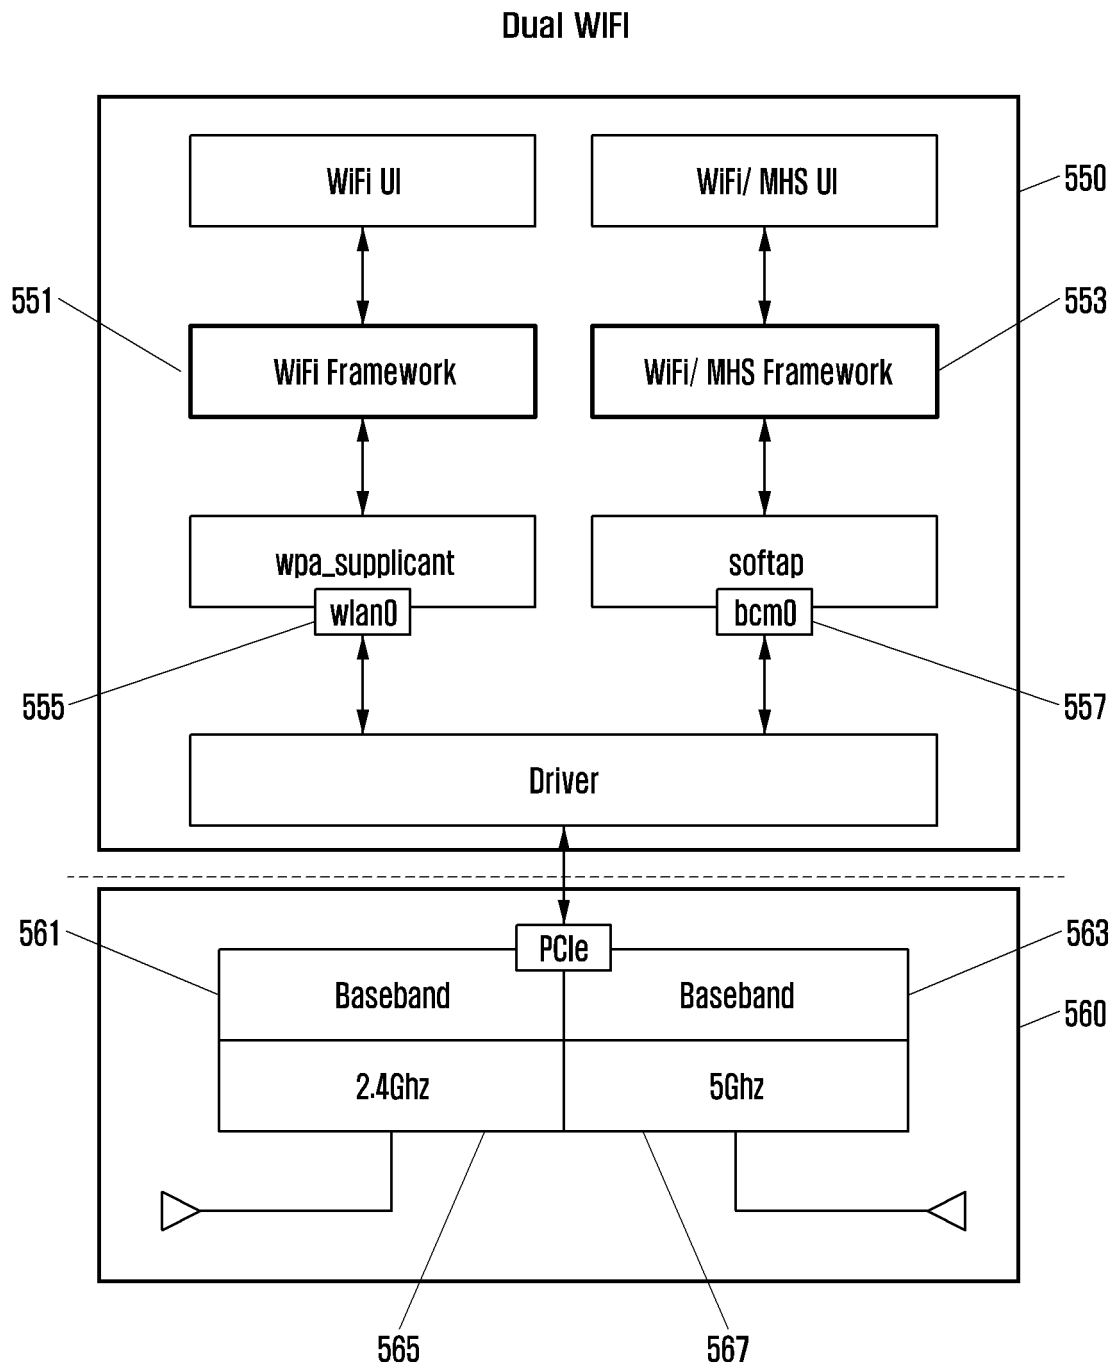 Dual WIFI
WiFi UI
WiFi/ MHS UI
550
551
553
WiFi Framework
WiFi/ MHS Framework
wpa_supplicant
softap
wlan0
bcm0
555
557
Driver
561
PCIe
563
Baseband
Baseband
560
2.4Ghz
5Ghz
565
567